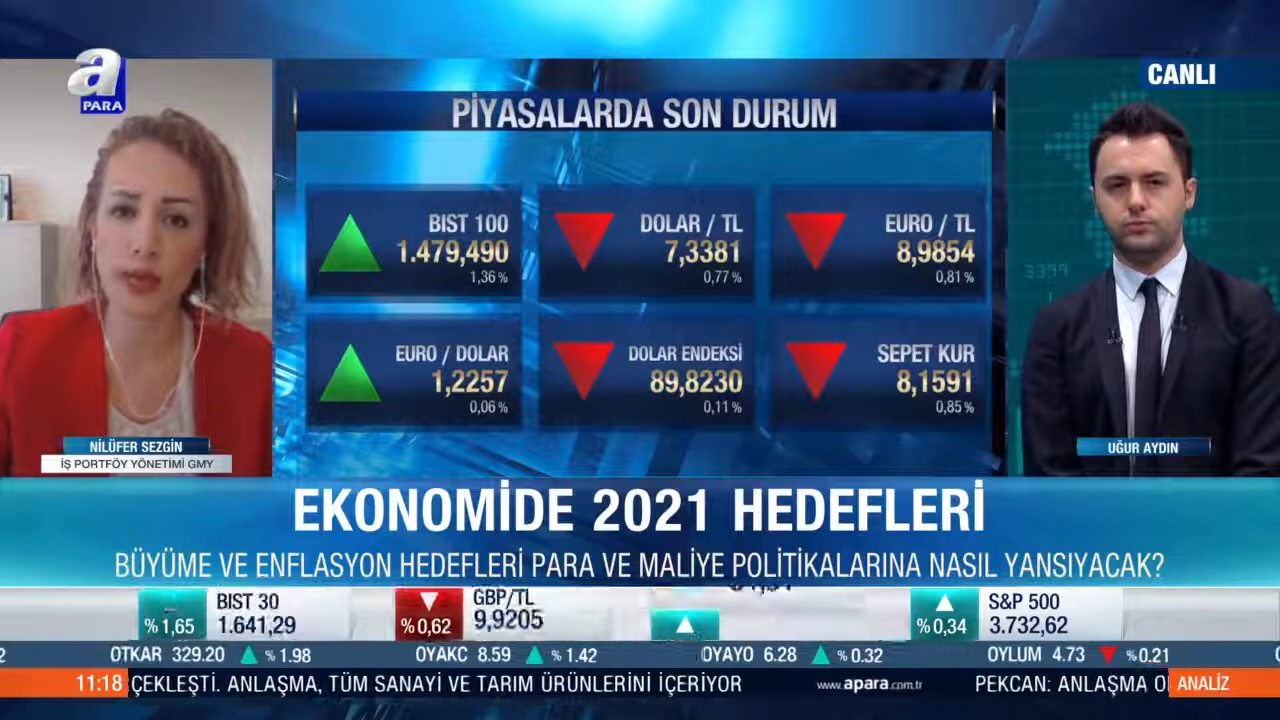 a
PARA
CANLI
PİYASALARDA SON DURUM
BIST 100
1.479,490
1,36 %
DOLAR / TL
7,3381
0,77 %
EURO / TL
8,9854
0,81 %
EURO / DOLAR
1,2257
0,06 %
DOLAR ENDEKSİ
89,8230
0,11 %
SEPET KUR
8,1591
0,85 %
NİLÜFER SEZGİN
İŞ PORTFÖY YÖNETİMİ GMY
UĞUR AYDIN
EKONOMİDE 2021 HEDEFLERİ
BÜYÜME VE ENFLASYON HEDEFLERİ PARA VE MALİYE POLİTİKALARINA NASIL YANSIYACAK?
% 1,65 BIST 30 1.641,29
% 0,62 GBP/TL 9,9205
% 0,34 S&P 500 3.732,62
2 OTKAR 329.20 % 1.98 OYAKC 8.59 % 1.42 OYAYO 6.28 % 0.32 OYLUM 4.73 %0.21
11:18 ÇEKLEŞTİ. ANLAŞMA, TÜM SANAYİ VE TARIM ÜRÜNLERİNİ İÇERİYOR www.apara.com.tr PEKCAN: ANLAŞMA ANALİZ